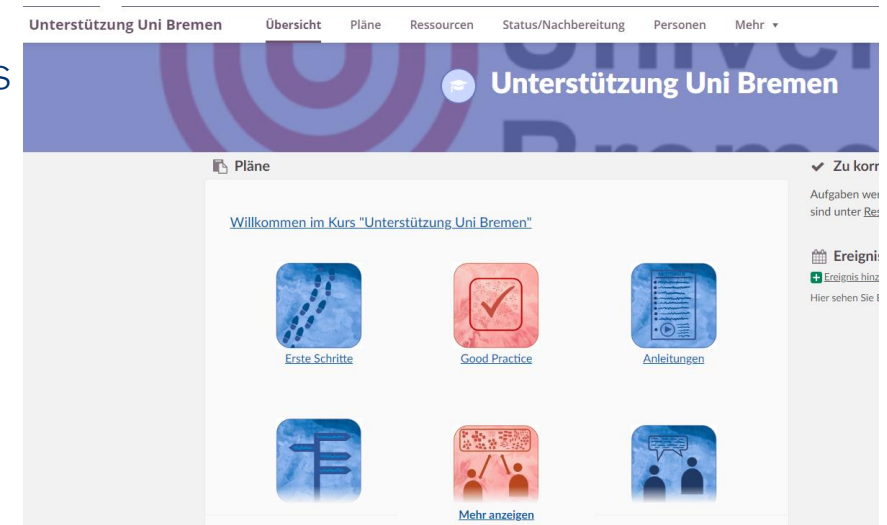 Unterstützung Uni Bremen Übersicht Pläne Ressourcen Status/Nachbereitung Personen Mehr
s
Unterstützung Uni Bremen
Pläne
Willkommen im Kurs "Unterstützung Uni Bremen"
Erste Schritte Good Practice Anleitungen
Mehr anzeigen
Zu korr
Aufgaben wer
sind unter Res
Ereignis
Ereignis hinz
Hier sehen Sie E